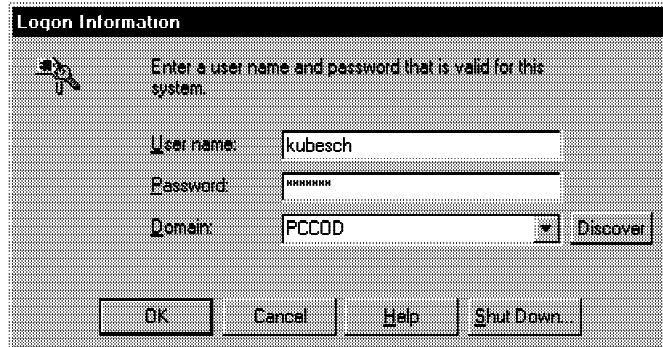 Logon Information
Enter a user name and password that is valid for this
system.
User name: kubesch
Password: *******
Domain: PCCOD Discover
OK Cancel Help Shut Down...